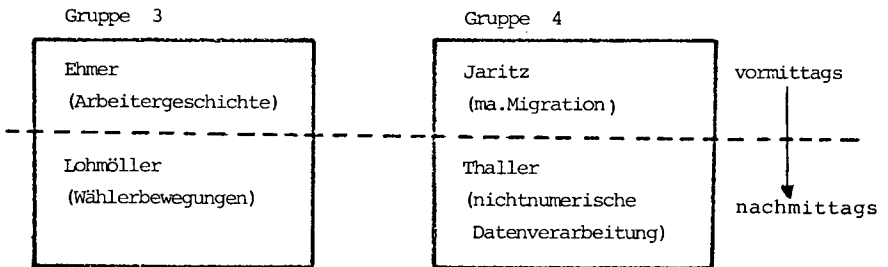 Gruppe 3
Gruppe 4
Ehmer
(Arbeitergeschichte)
Jaritz
(ma.Migration)
vormittags
Lohmöller
(Wählerbewegungen)
Thaller
(nichtnumerische
Datenverarbeitung)
nachmittags